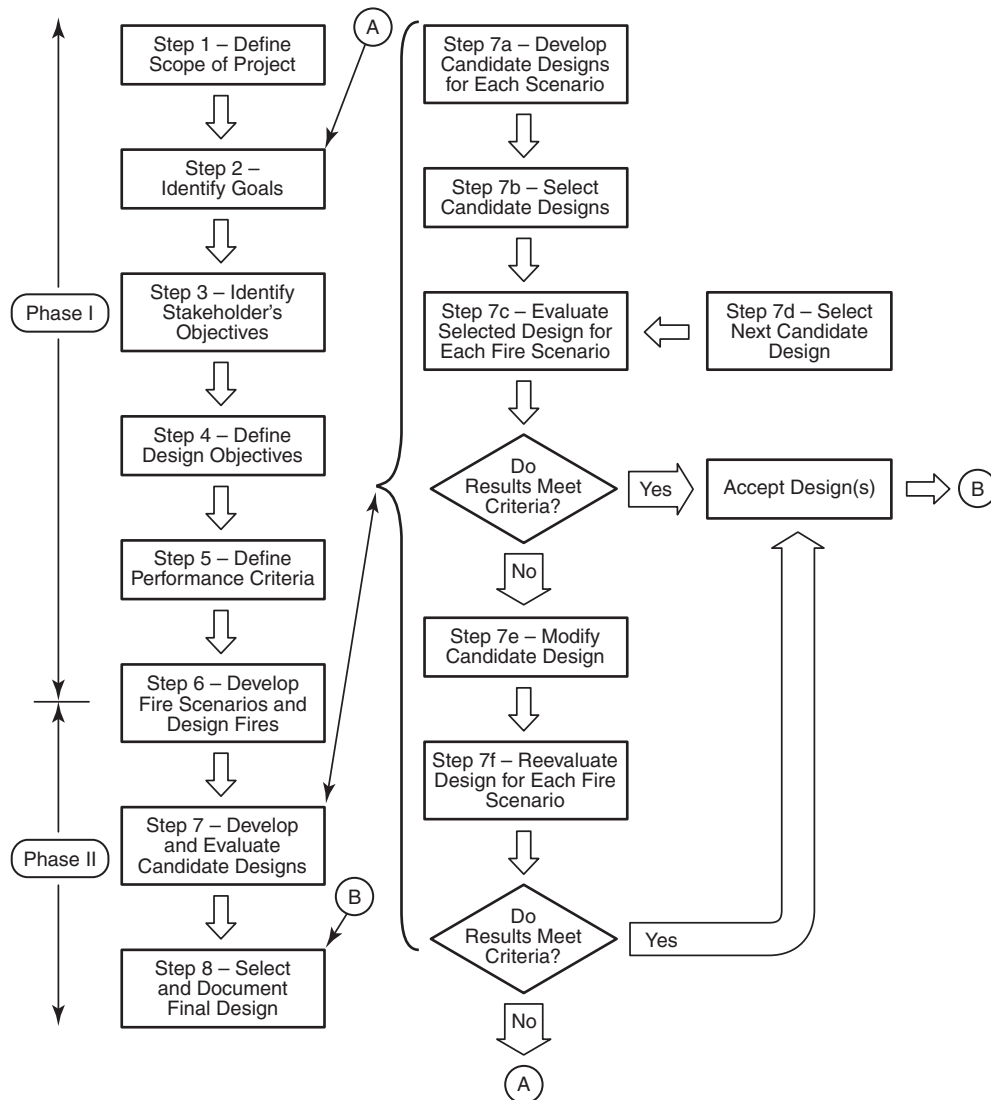 Step 1 – Define
Scope of Project
A
Step 2 –
Identify Goals
Step 3 – Identify
Stakeholder's
Objectives
Phase I
Step 4 – Define
Design Objectives
Step 5 – Define
Performance Criteria
Step 6 – Develop
Fire Scenarios and
Design Fires
Step 7 – Develop
and Evaluate
Candidate Designs
Phase II
B
Step 8 – Select
and Document
Final Design
Step 7a – Develop
Candidate Designs
for Each Scenario
Step 7b – Select
Candidate Designs
Step 7c – Evaluate
Selected Design for
Each Fire Scenario
Step 7d – Select
Next Candidate
Design
Do
Results Meet
Criteria?
Yes
Accept Design(s)
B
No
Step 7e – Modify
Candidate Design
Step 7f – Reevaluate
Design for Each Fire
Scenario
Do
Results Meet
Criteria?
Yes
No
A